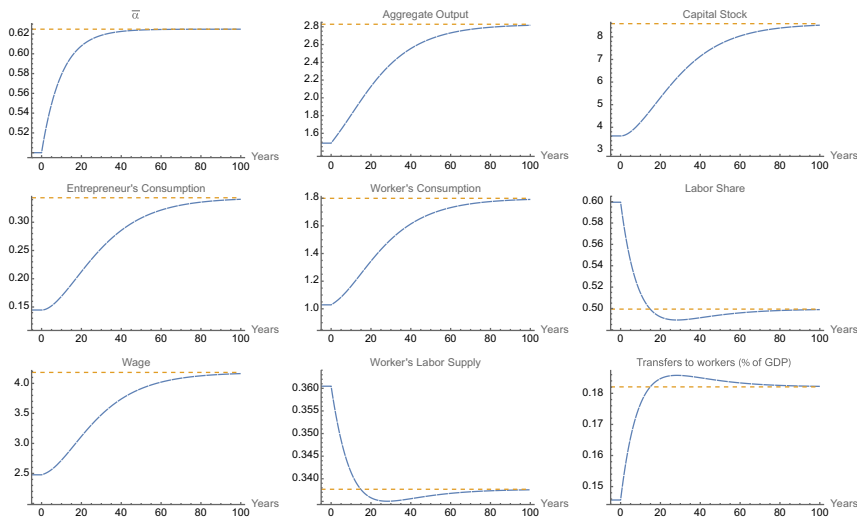 α̅
0.62
0.60
0.58
0.56
0.54
0.52
0 20 40 60 80 100 Years
Aggregate Output
2.8
2.6
2.4
2.2
2.0
1.8
1.6
0 20 40 60 80 100 Years
Capital Stock
8
7
6
5
4
3
0 20 40 60 80 100 Years
Entrepreneur's Consumption
0.30
0.25
0.20
0.15
0 20 40 60 80 100 Years
Worker's Consumption
1.8
1.6
1.4
1.2
1.0
0 20 40 60 80 100 Years
Labor Share
0.60
0.58
0.56
0.54
0.52
0.50
0 20 40 60 80 100 Years
Wage
4.0
3.5
3.0
2.5
0 20 40 60 80 100 Years
Worker's Labor Supply
0.360
0.355
0.350
0.345
0.340
0 20 40 60 80 100 Years
Transfers to workers (% of GDP)
0.18
0.17
0.16
0.15
0 20 40 60 80 100 Years